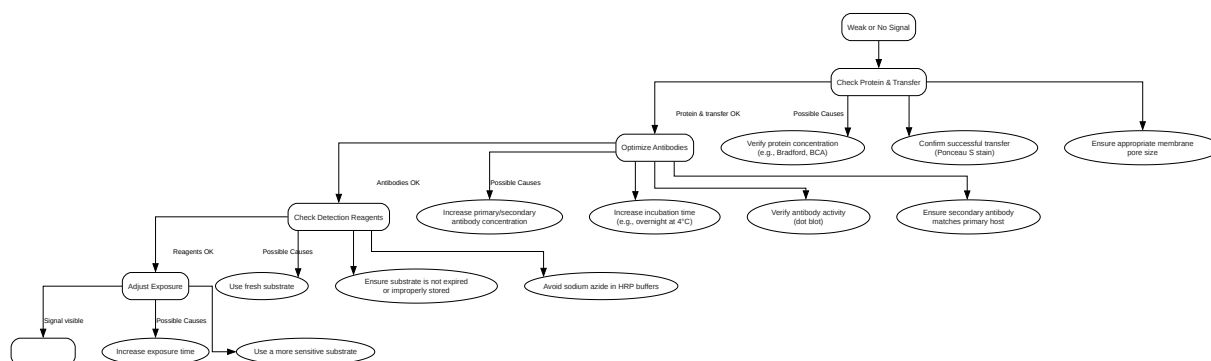 Weak or No Signal
Check Protein & Transfer
Protein & transfer OK
Possible Causes
Optimize Antibodies
Verify protein concentration
(e.g., Bradford, BCA)
Confirm successful transfer
(Ponceau S stain)
Ensure appropriate membrane
pore size
Antibodies OK
Possible Causes
Check Detection Reagents
Increase primary/secondary
antibody concentration
Increase incubation time
(e.g., overnight at 4°C)
Verify antibody activity
(dot blot)
Ensure secondary antibody
matches primary host
Reagents OK
Possible Causes
Adjust Exposure
Use fresh substrate
Ensure substrate is not expired
or improperly stored
Avoid sodium azide in HRP buffers
Signal visible
Possible Causes
Increase exposure time
Use a more sensitive substrate